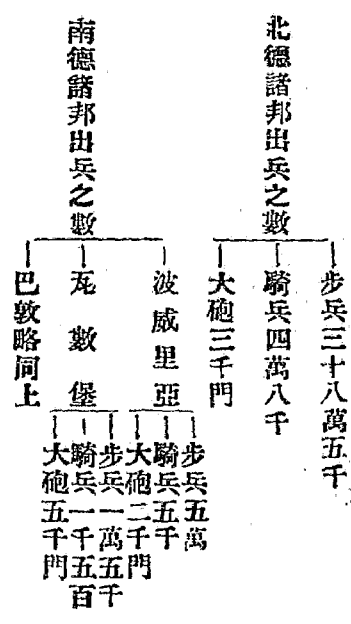 北德諸邦出兵之數
步兵三十八萬五千
騎兵四萬八千
大砲三千門
南德諸邦出兵之數
波威里亞
步兵五萬
騎兵五千
大砲二千門
瓦數堡
步兵一萬五千
騎兵一千五百
大砲五千門
巴敦略同上